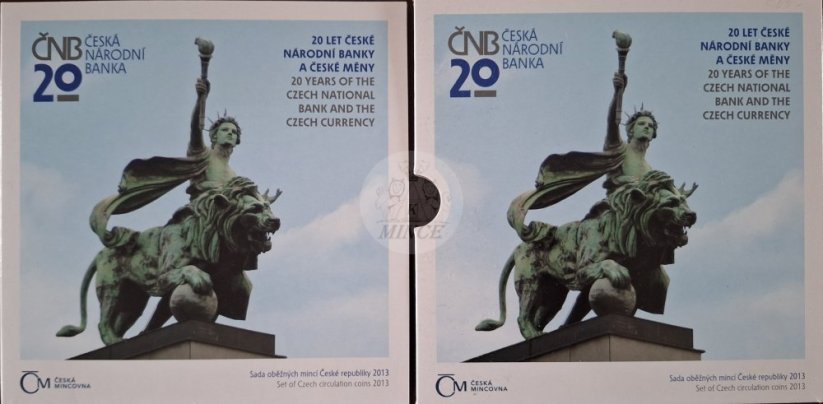 ČNB ČESKÁ
NÁRODNÍ
BANKA
20
20 LET ČESKÉ
NÁRODNÍ BANKY
A ČESKÉ MĚNY
20 YEARS OF THE
CZECH NATIONAL
BANK AND THE
CZECH CURRENCY
ČM ČESKÁ
MINCOVNA
Sada oběžných mincí České republiky 2013
Set of Czech circulation coins 2013
MINCE
ČNB ČESKÁ
NÁRODNÍ
BANKA
20
20 LET ČESKÉ
NÁRODNÍ BANKY
A ČESKÉ MĚNY
20 YEARS OF THE
CZECH NATIONAL
BANK AND THE
CZECH CURRENCY
ČM ČESKÁ
MINCOVNA
Sada oběžných mincí České republiky 2013
Set of Czech circulation coins 2013